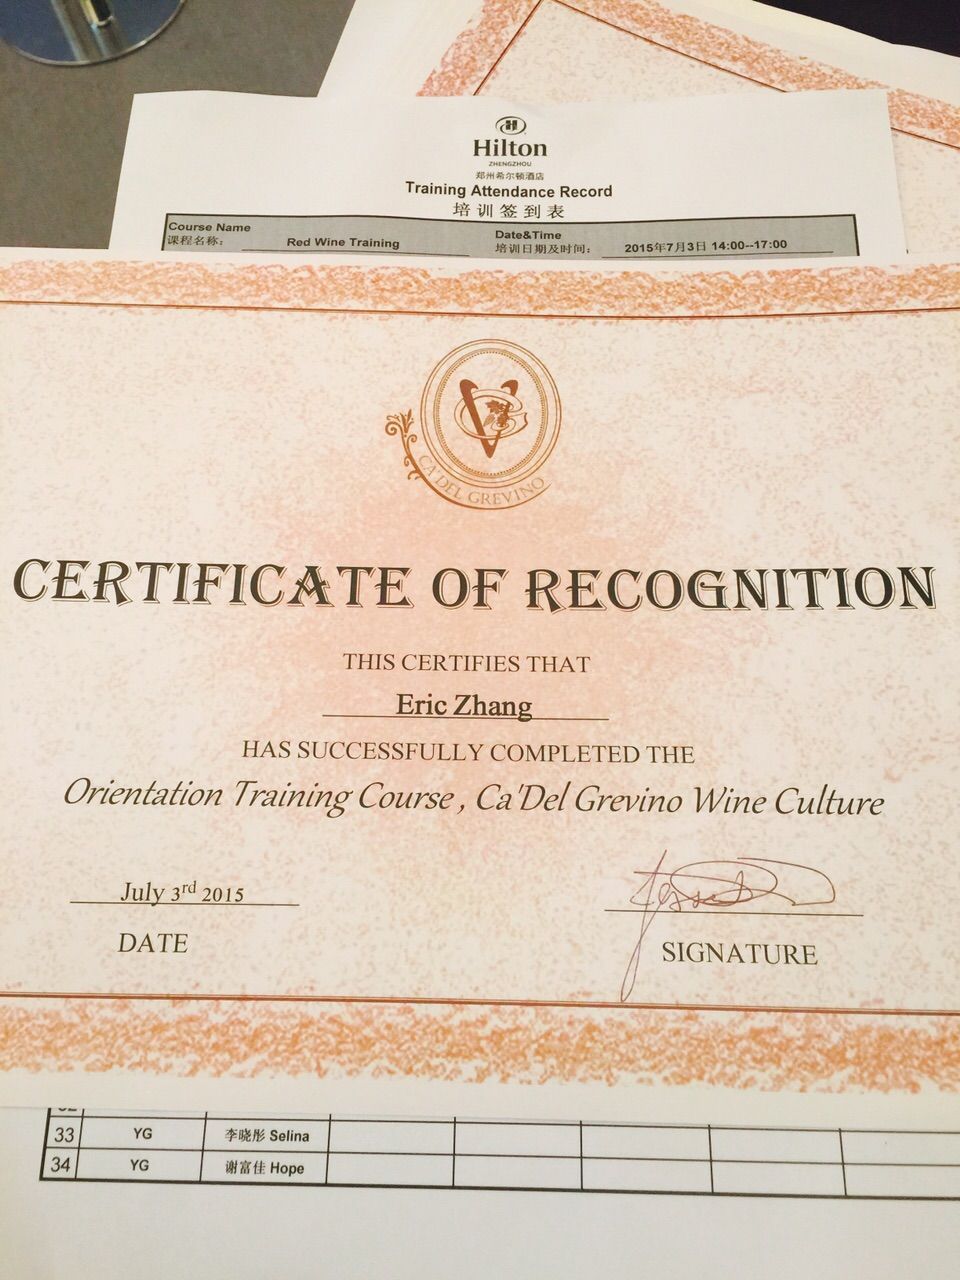 Hilton
ZHENGZHOU
郑州希尔顿酒店
Training Attendance Record
培训签到表
Course Name
课程名称:
Red Wine Training
Date&Time
培训日期及时间:
2015年7月3日 14:00--17:00
CA'DEL GREVINO
CERTIFICATE OF RECOGNITION
THIS CERTIFIES THAT
Eric Zhang
HAS SUCCESSFULLY COMPLETED THE
Orientation Training Course , Ca'Del Grevino Wine Culture
July 3rd 2015
DATE
SIGNATURE
33 YG 李晓彤 Selina
34 YG 谢富佳 Hope